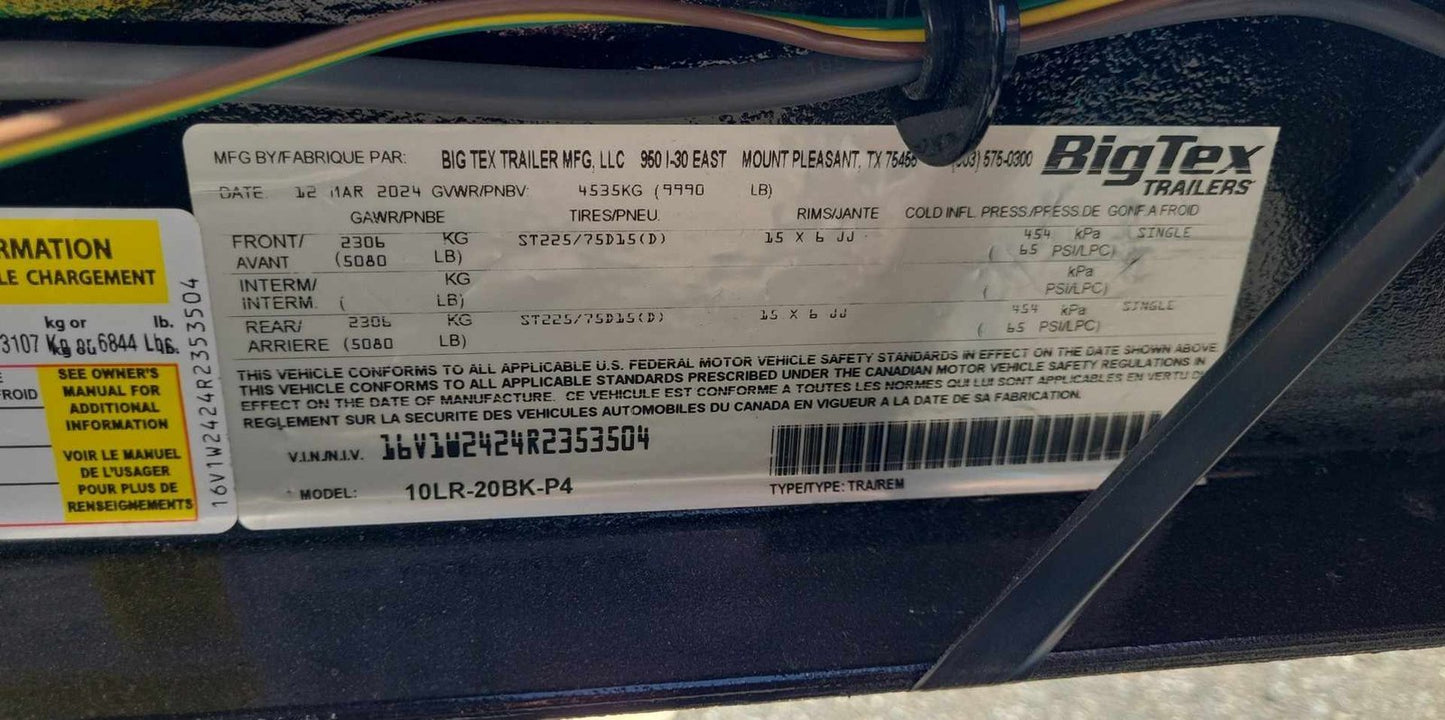 MFG BY/FABRIQUE PAR: BIG TEX TRAILER MFG, LLC 950 I-30 EAST MOUNT PLEASANT, TX 575-0300
BigTex
TRAILERS
DATE: 12 MAR 2024 GVWR/PNBV: 4535KG (9990 LB)
GAWR/PNBE TIRES/PNEU. RIMS/JANTE COLD INFL. PRESS./PRESS.DE GONF.A FROID
FRONT/ 2306 KG ST225/75D15(D) 15 X 6 JJ 454 kPa SINGLE
AVANT (5080 LB) ( 65 PSI/LPC)
INTERM/ KG kPa
INTERM. ( LB) ( PSI/LPC)
REAR/ 2306 KG ST225/75D15(D) 15 X 6 JJ 454 kPa SINGLE
ARRIERE (5080 LB) ( 65 PSI/LPC)
THIS VEHICLE CONFORMS TO ALL APPLICABLE U.S. FEDERAL MOTOR VEHICLE SAFETY STANDARDS IN EFFECT ON THE DATE SHOWN ABOVE
THIS VEHICLE CONFORMS TO ALL APPLICABLE STANDARDS PRESCRIBED UNDER THE CANADIAN MOTOR VEHICLE SAFETY REGULATIONS IN
EFFECT ON THE DATE OF MANUFACTURE. CE VEHICULE EST CONFORME A TOUTES LES NORMES QUI LUI SONT APPLICABLES EN VERTU DU
REGLEMENT SUR LA SECURITE DES VEHICULES AUTOMOBILES DU CANADA EN VIGUEUR A LA DATE DE SA FABRICATION.
V.I.N./N.I.V. 16V1W2424R2353504
MODEL: 10LR-20BK-P4 TYPE/TYPE: TRA/REM
RMATION
LE CHARGEMENT
kg or lb.
3107 Kg 6844 Lbs.
FROID
SEE OWNER'S
MANUAL FOR
ADDITIONAL
INFORMATION
VOIR LE MANUEL
DE L'USAGER
POUR PLUS DE
RENSEIGNEMENTS
16V1W2424R2353504